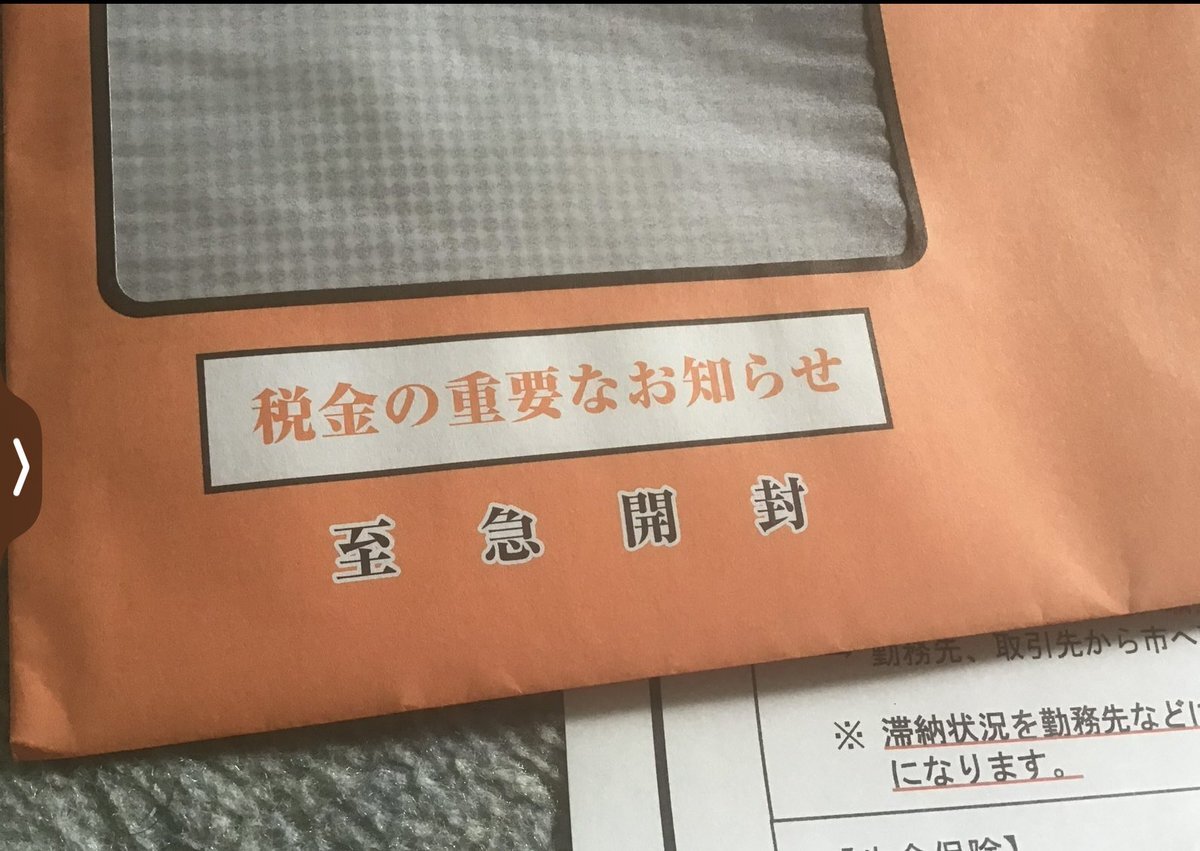 税金の重要なお知らせ
至急開封
勤務先、取引先から市へ
※ 滞納状況を勤務先などに
になります。